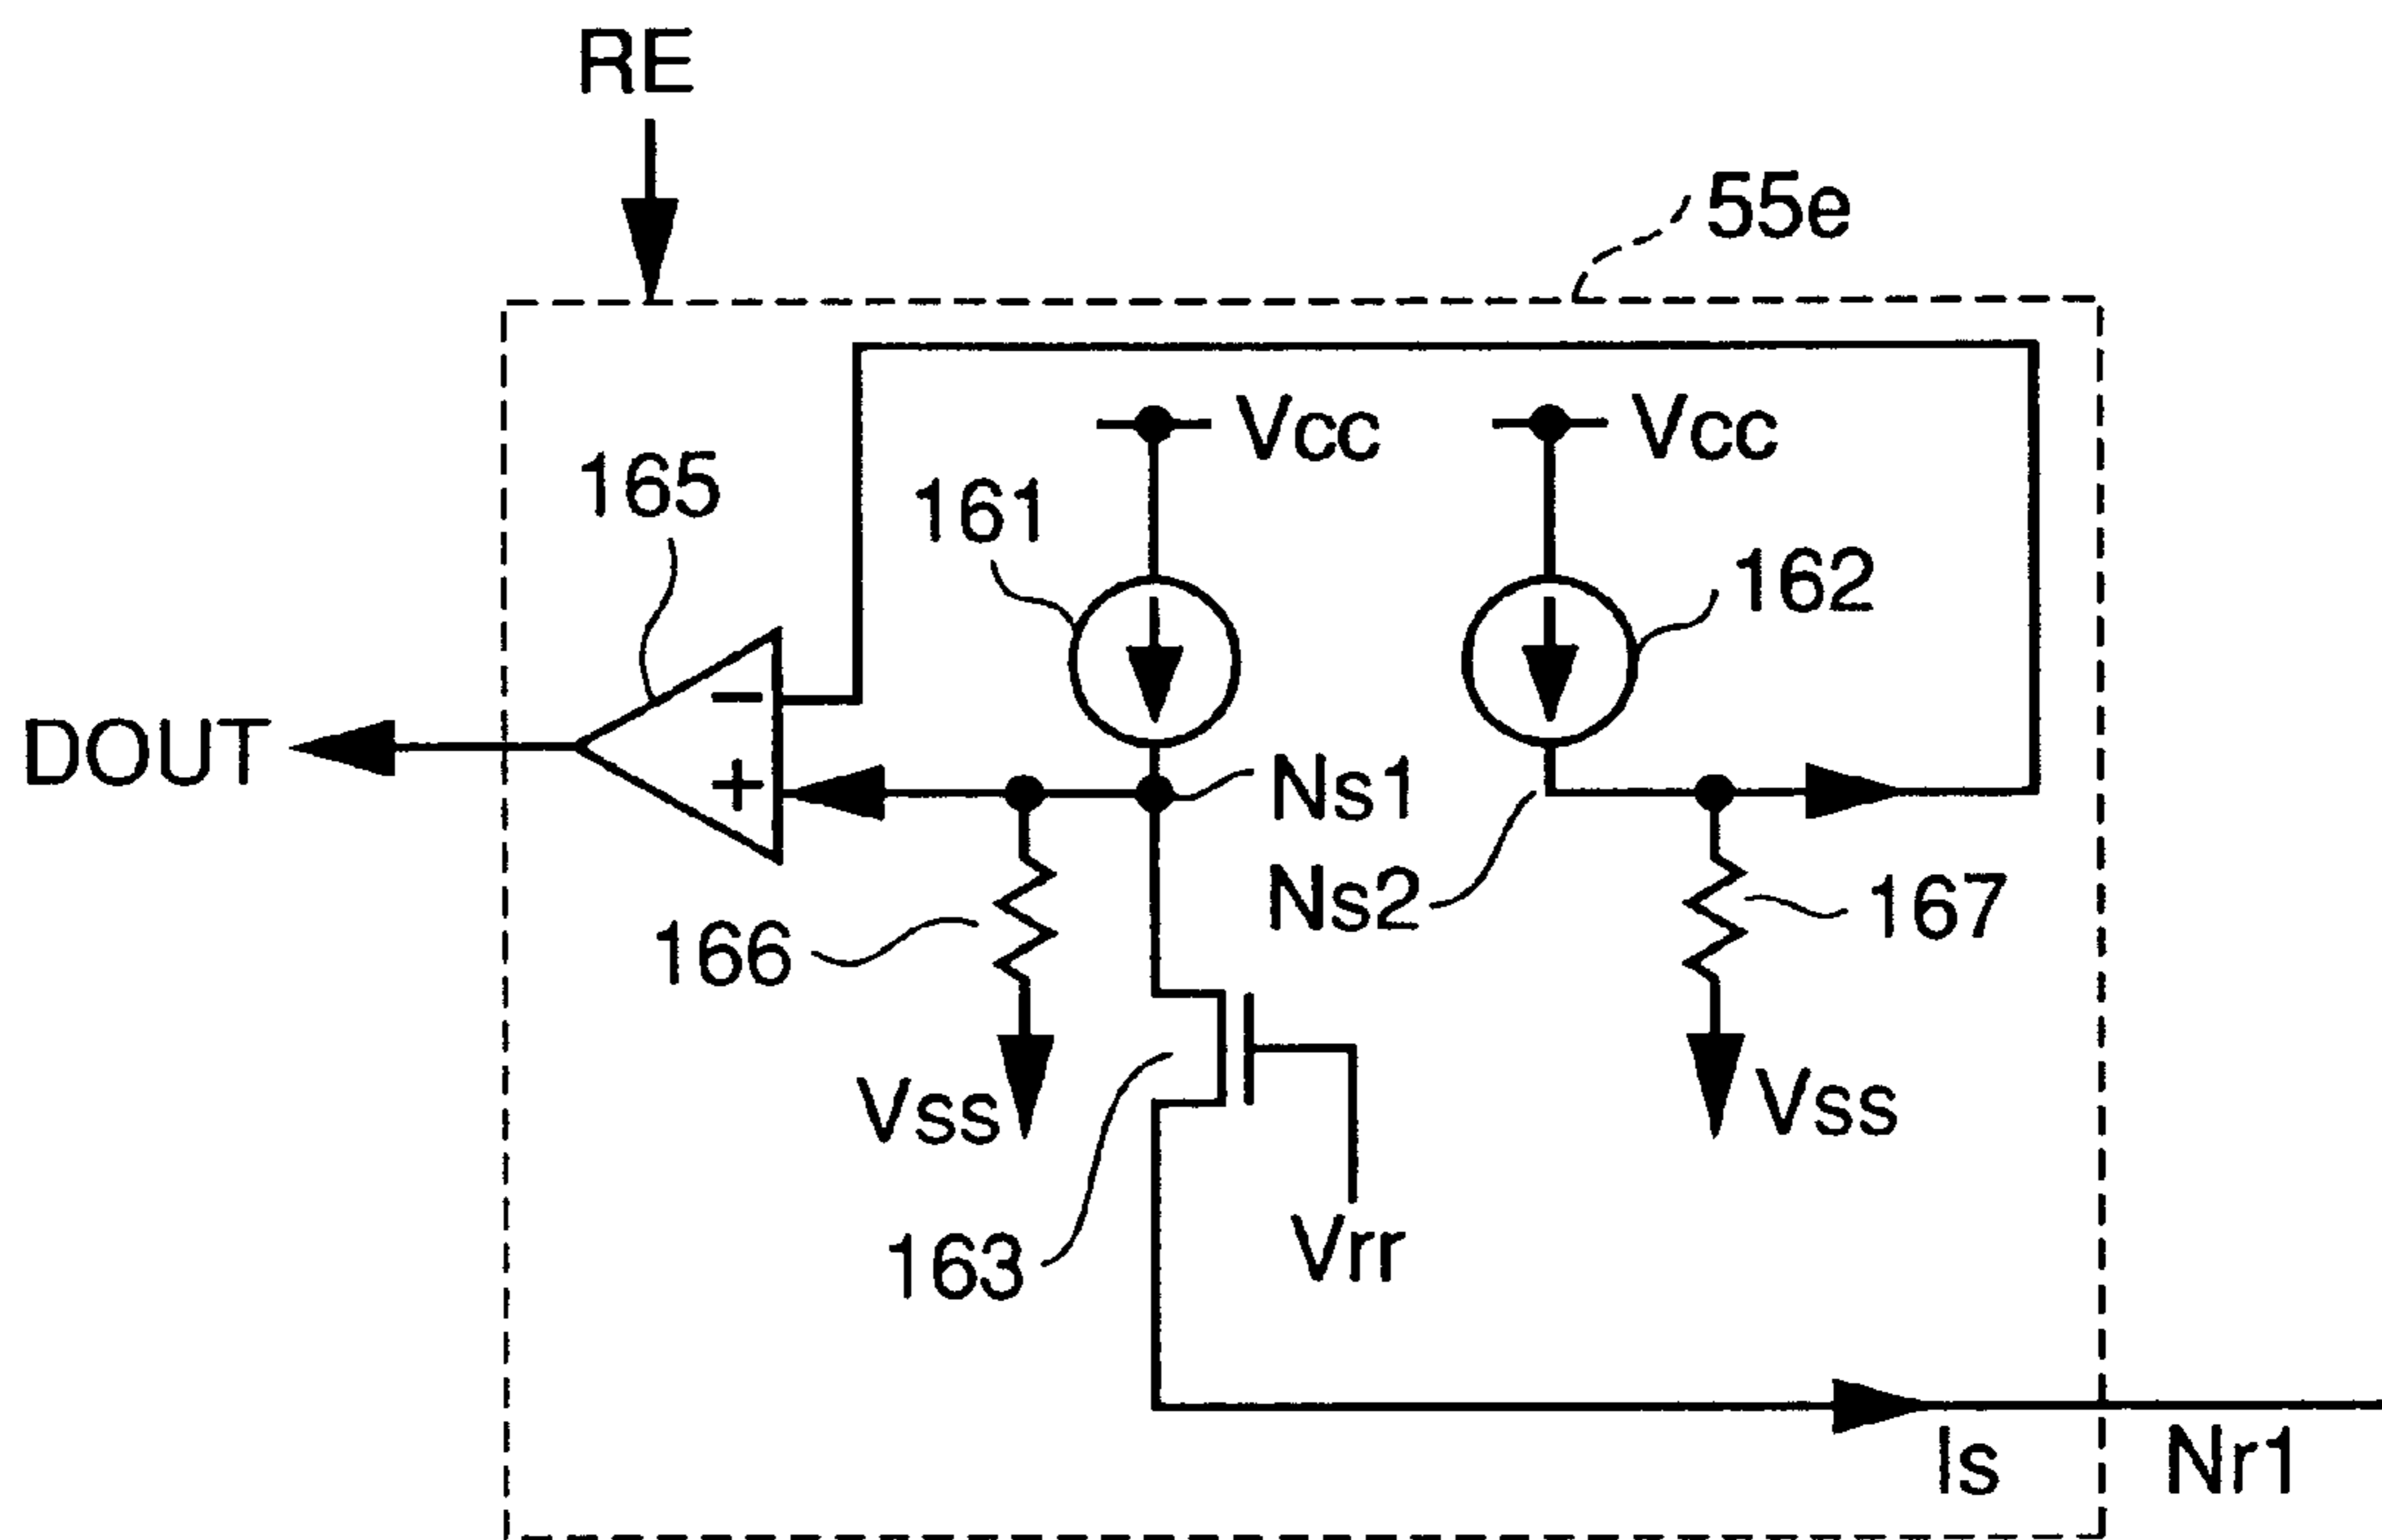 RE
55e
Vcc
Vcc
165
161
162
DOUT
−
+
Ns1
Ns2
166
167
Vss
Vss
163
Vrr
Is
Nr1